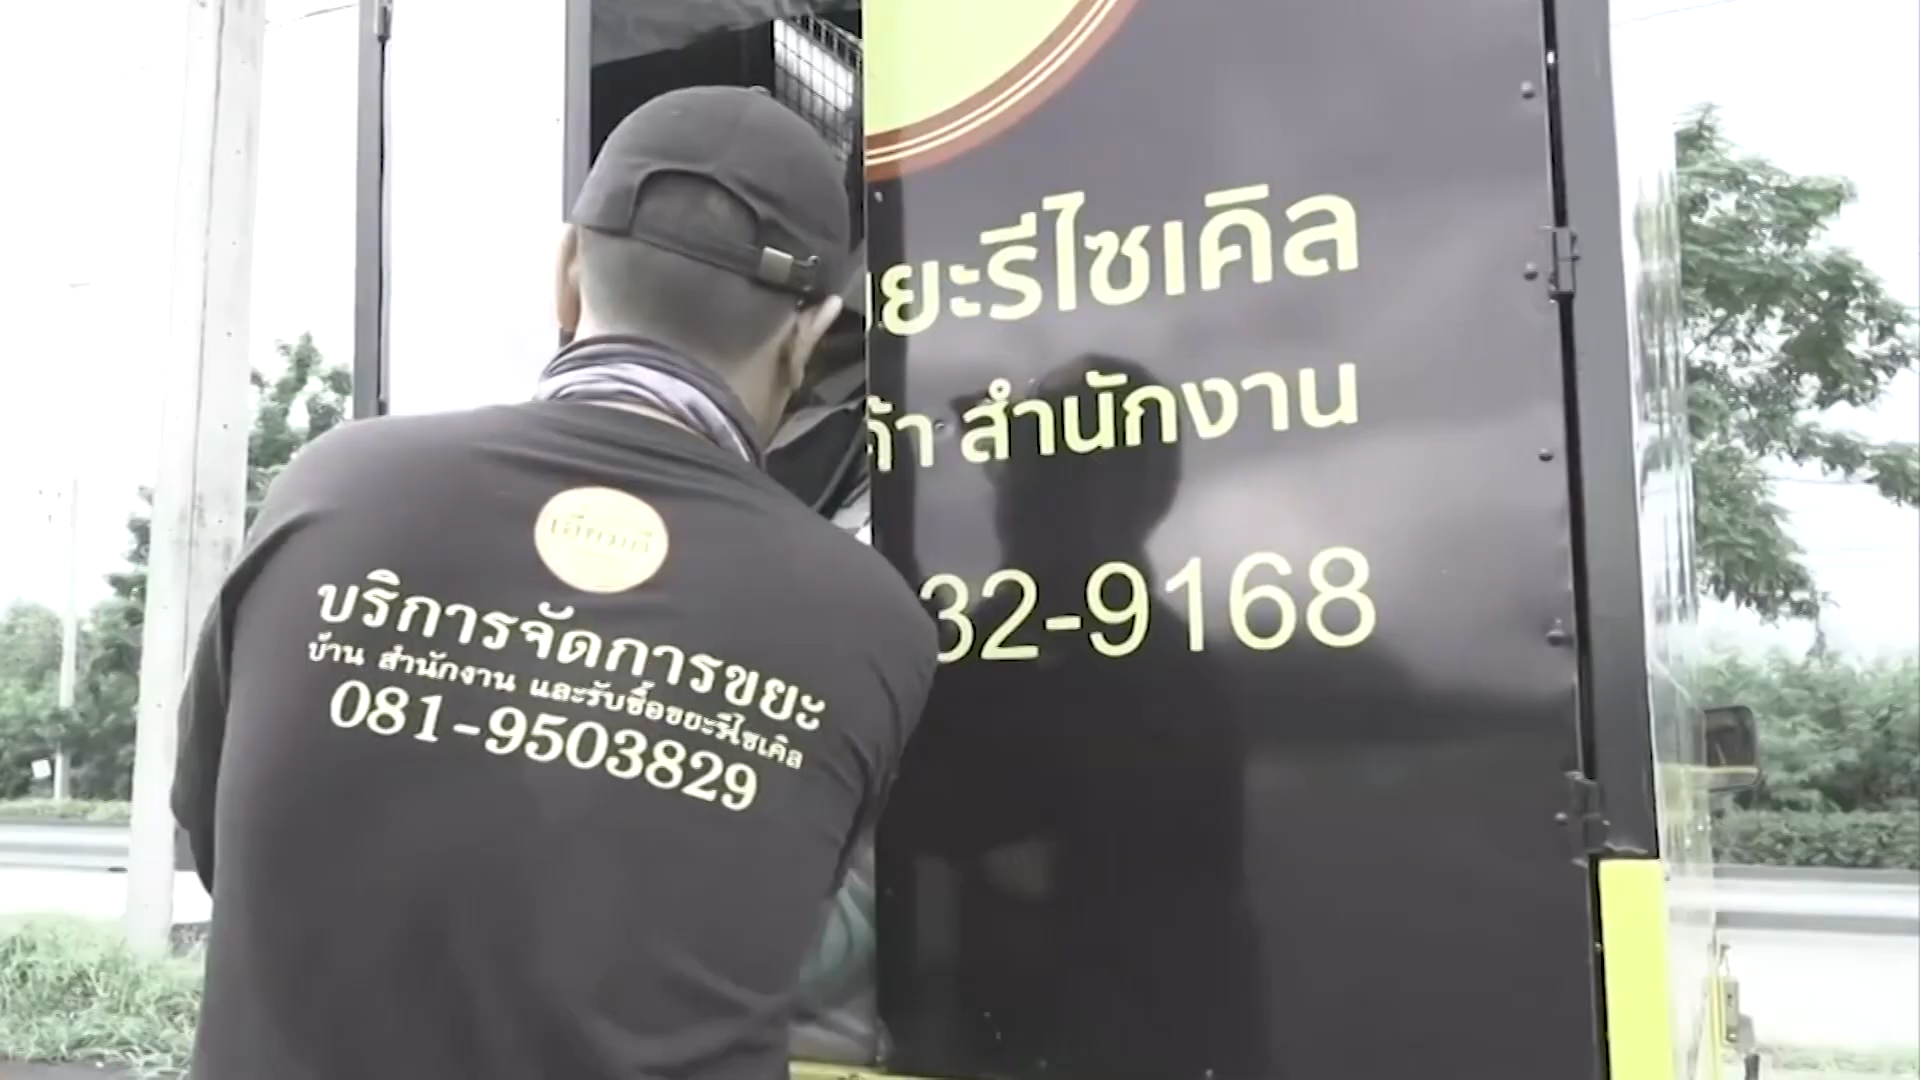 ยะรีไซเคิล
ค้า สำนักงาน
32-9168
บริการจัดการขยะ
บ้าน สำนักงาน และรับซื้อขยะรีไซเคิล
081-9503829